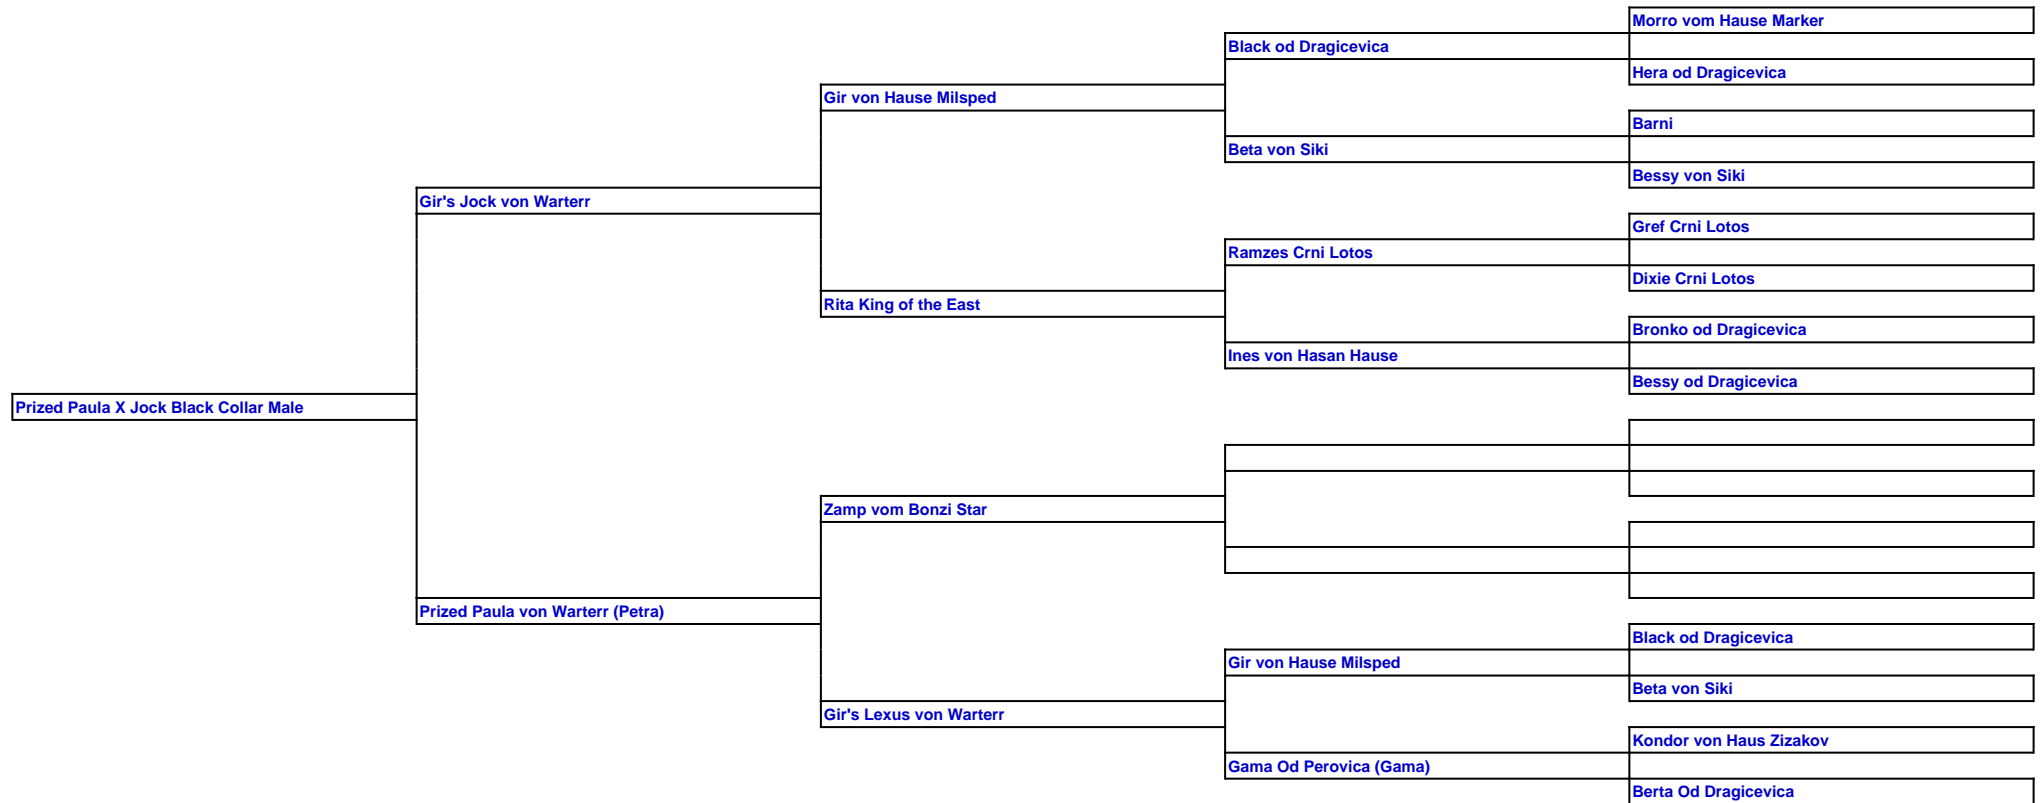 Morro vom Hause Marker
Black od Dragicevica
Hera od Dragicevica
Gir von Hause Milsped
Barni
Beta von Siki
Bessy von Siki
Gir's Jock von Warterr
Gref Crni Lotos
Ramzes Crni Lotos
Dixie Crni Lotos
Rita King of the East
Bronko od Dragicevica
Ines von Hasan Hause
Bessy od Dragicevica
Prized Paula X Jock Black Collar Male
Zamp vom Bonzi Star
Prized Paula von Warterr (Petra)
Black od Dragicevica
Gir von Hause Milsped
Beta von Siki
Gir's Lexus von Warterr
Kondor von Haus Zizakov
Gama Od Perovica (Gama)
Berta Od Dragicevica